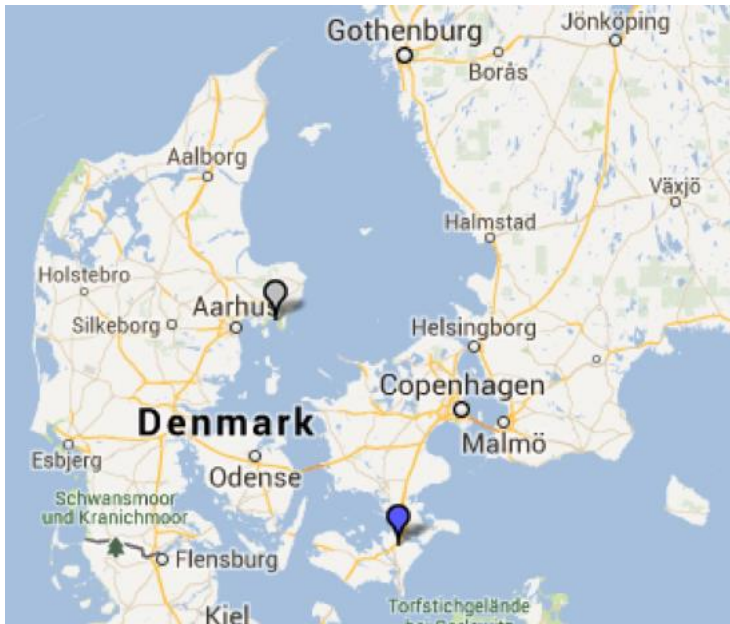 Gothenburg
Jönköping
Borås
Aalborg
Växjö
Halmstad
Holstebro
Aarhus
Silkeborg
Helsingborg
Copenhagen
Denmark
Malmö
Esbjerg
Odense
Schwansmoor
und Kranichmoor
Flensburg
Torfstichgelände
Kiel